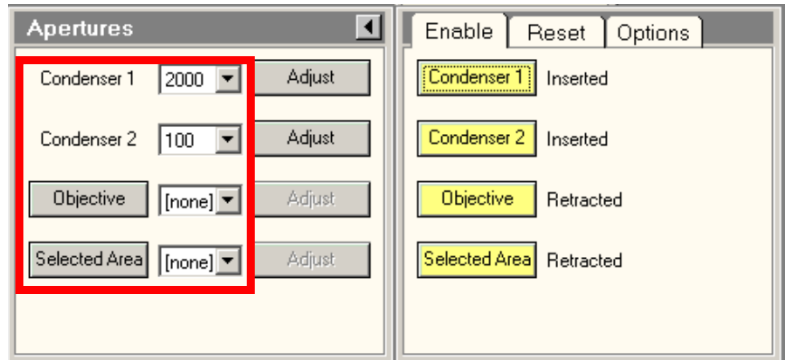 Apertures
Condenser 1 2000 Adjust
Condenser 2 100 Adjust
Objective [none] Adjust
Selected Area [none] Adjust
Enable Reset Options
Condenser 1 Inserted
Condenser 2 Inserted
Objective Retracted
Selected Area Retracted